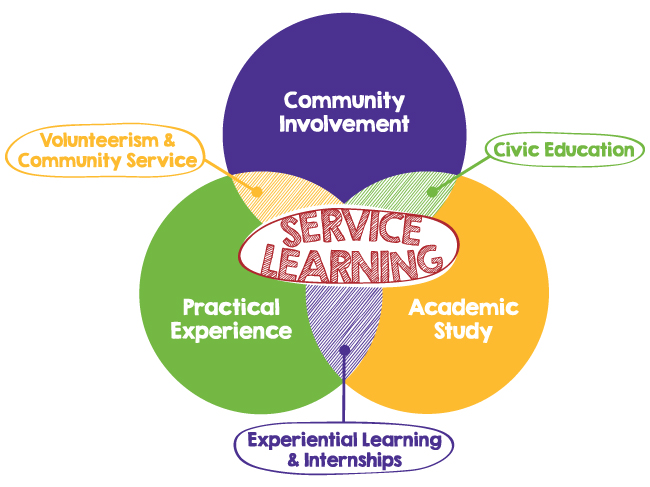 Community
Involvement
Volunteerism &
Community Service
Civic Education
SERVICE
LEARNING
Practical
Experience
Academic
Study
Experiential Learning
& Internships